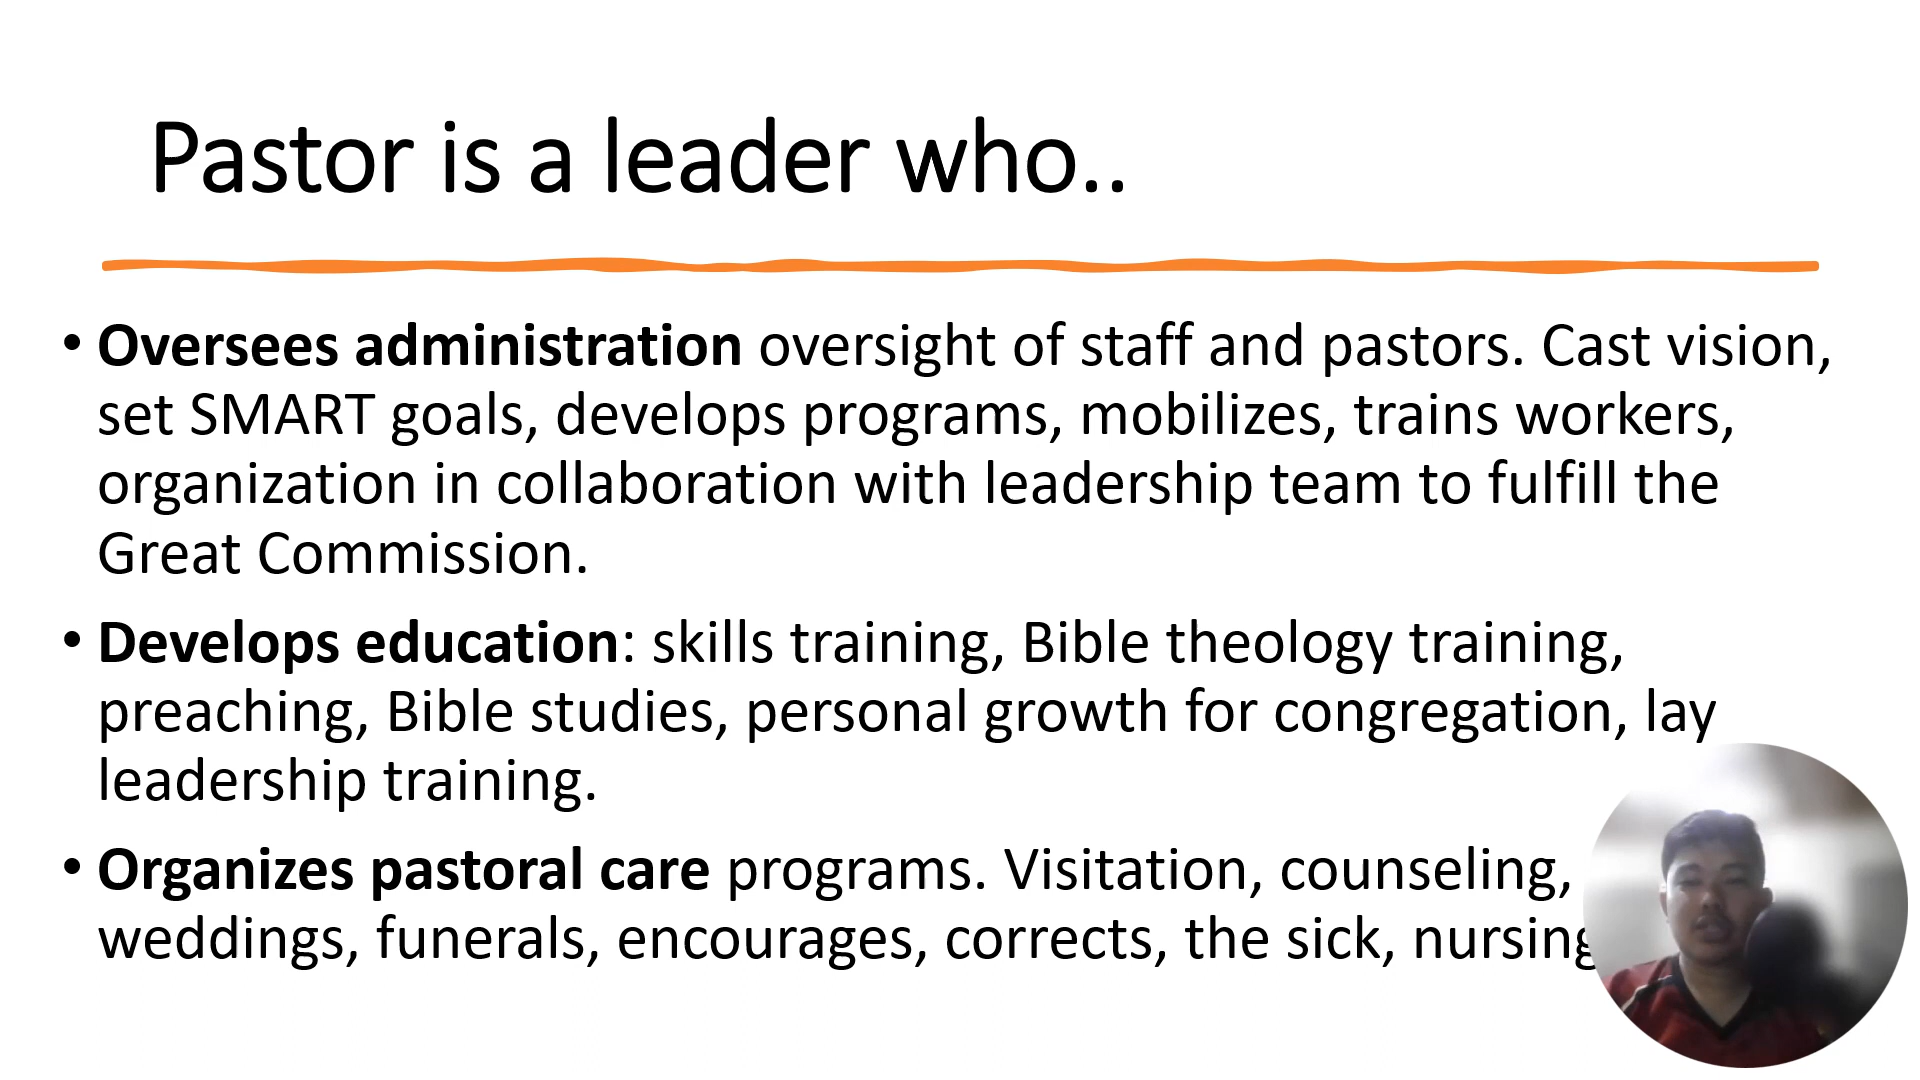 Pastor is a leader who..
• Oversees administration oversight of staff and pastors. Cast vision,
set SMART goals, develops programs, mobilizes, trains workers,
organization in collaboration with leadership team to fulfill the
Great Commission.
• Develops education: skills training, Bible theology training,
preaching, Bible studies, personal growth for congregation, lay
leadership training.
• Organizes pastoral care programs. Visitation, counseling,
weddings, funerals, encourages, corrects, the sick, nursing